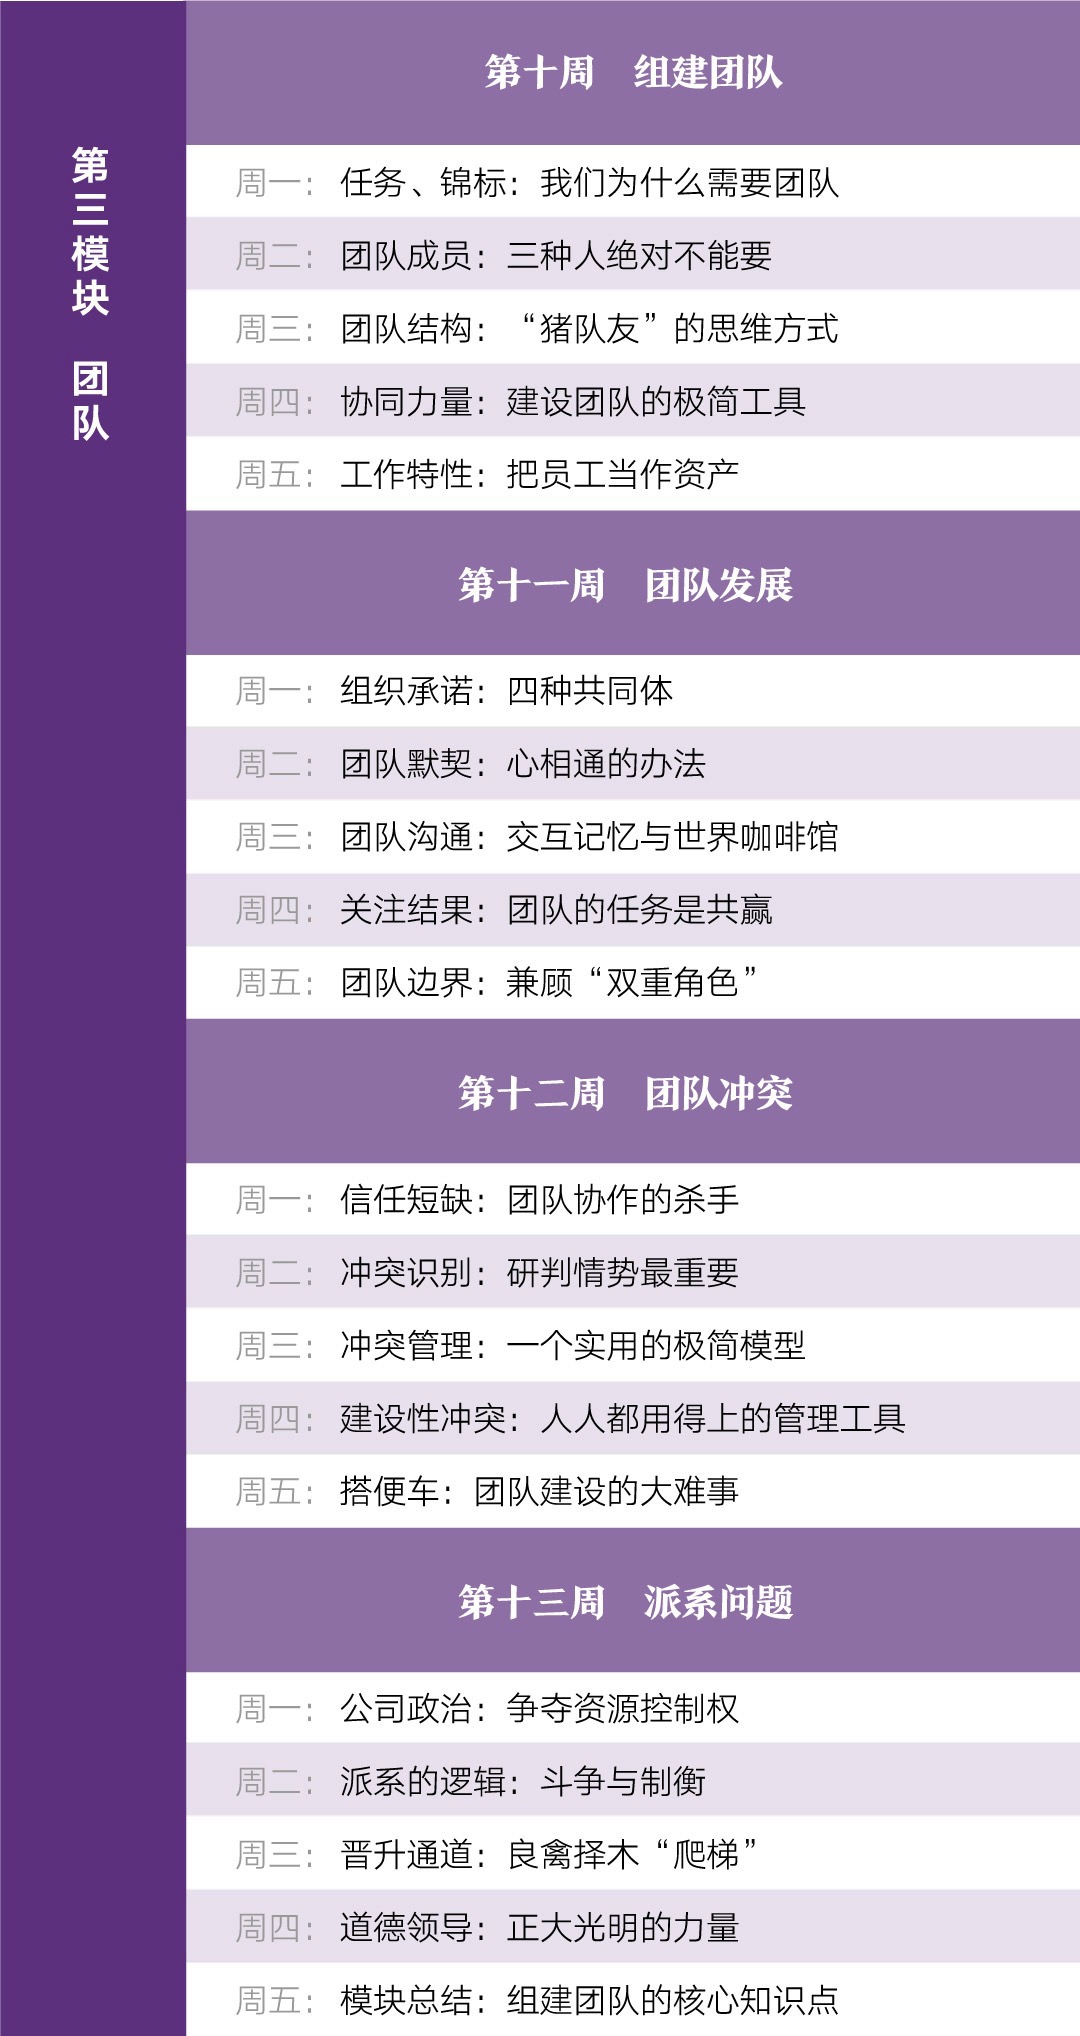 第三模块 团队
第十周 组建团队
周一：任务、锦标：我们为什么需要团队
周二：团队成员：三种人绝对不能要
周三：团队结构：“猪队友”的思维方式
周四：协同力量：建设团队的极简工具
周五：工作特性：把员工当作资产
第十一周 团队发展
周一：组织承诺：四种共同体
周二：团队默契：心相通的办法
周三：团队沟通：交互记忆与世界咖啡馆
周四：关注结果：团队的任务是共赢
周五：团队边界：兼顾“双重角色”
第十二周 团队冲突
周一：信任短缺：团队协作的杀手
周二：冲突识别：研判情势最重要
周三：冲突管理：一个实用的极简模型
周四：建设性冲突：人人都用得上的管理工具
周五：搭便车：团队建设的大难事
第十三周 派系问题
周一：公司政治：争夺资源控制权
周二：派系的逻辑：斗争与制衡
周三：晋升通道：良禽择木“爬梯”
周四：道德领导：正大光明的力量
周五：模块总结：组建团队的核心知识点